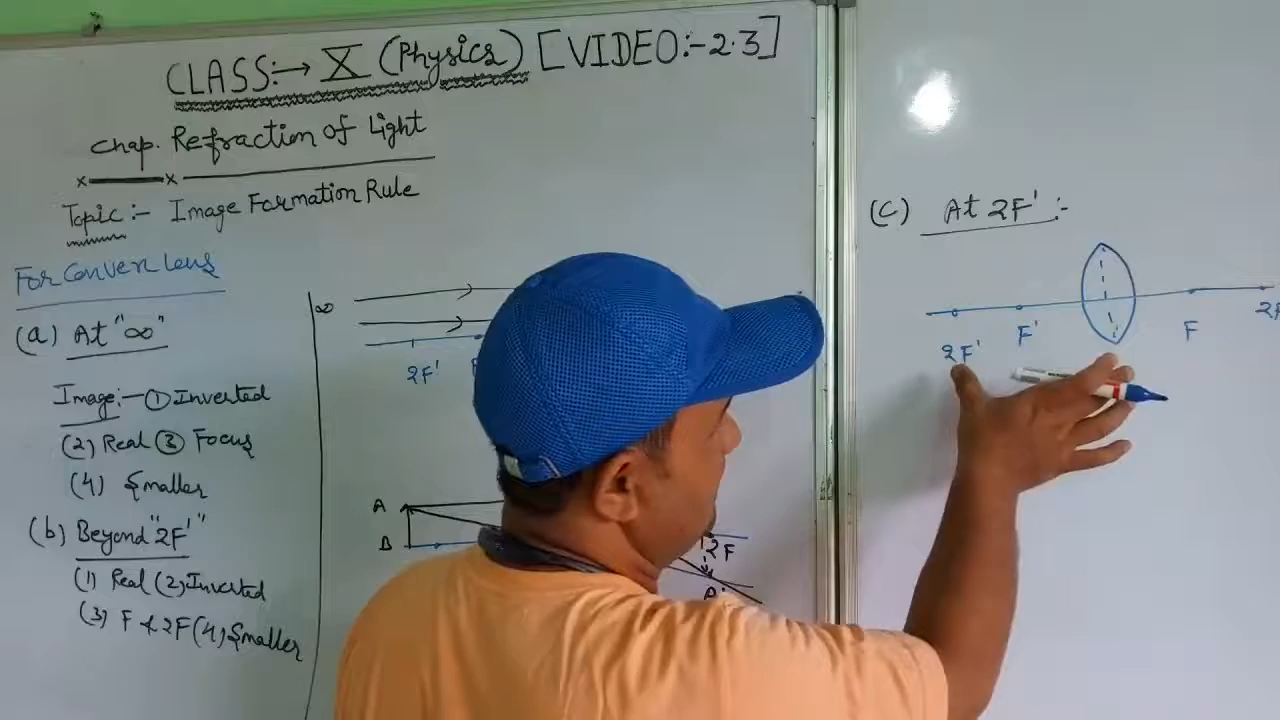 CLASS:→ X (Physics) [VIDEO:-2.3]
Chap. Refraction of Light
Topic:- Image Formation Rule
For Conven Lens
(a) At "∞"
Image:- ① Inverted
(2) Real ③ Focus
(4) Smaller
(b) Beyond "2F'"
(1) Real (2) Inverted
(3) F & 2F (4) Smaller
∞
2F'
A
B
2F
(C) At 2F':-
2F'
F'
F